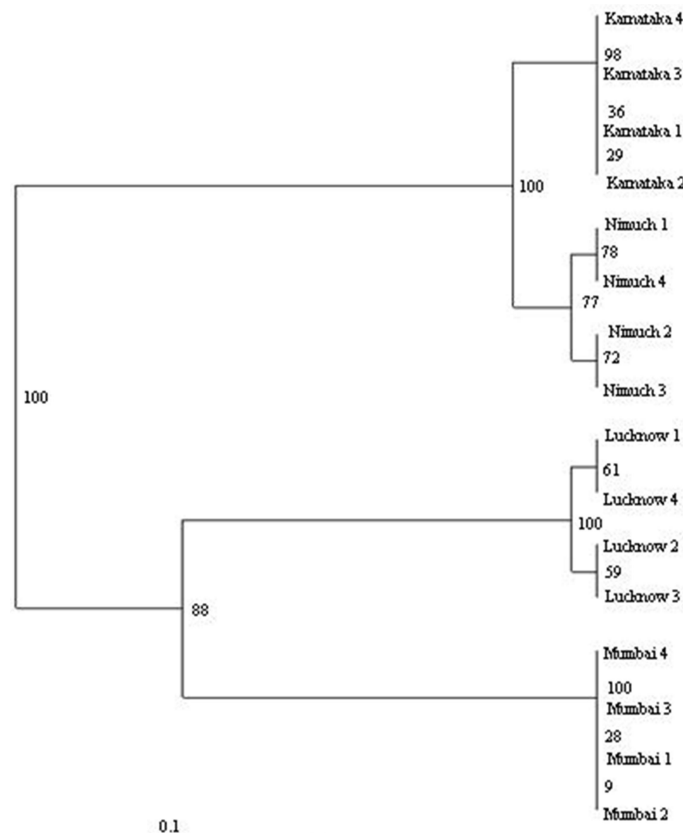 Karnataka 4
98
Karnataka 3
36
Karnataka 1
29
Karnataka 2
100
Nimuch 1
78
Nimuch 4
77
Nimuch 2
72
Nimuch 3
100
Lucknow 1
61
Lucknow 4
100
Lucknow 2
59
Lucknow 3
88
Mumbai 4
100
Mumbai 3
28
Mumbai 1
9
Mumbai 2
0.1